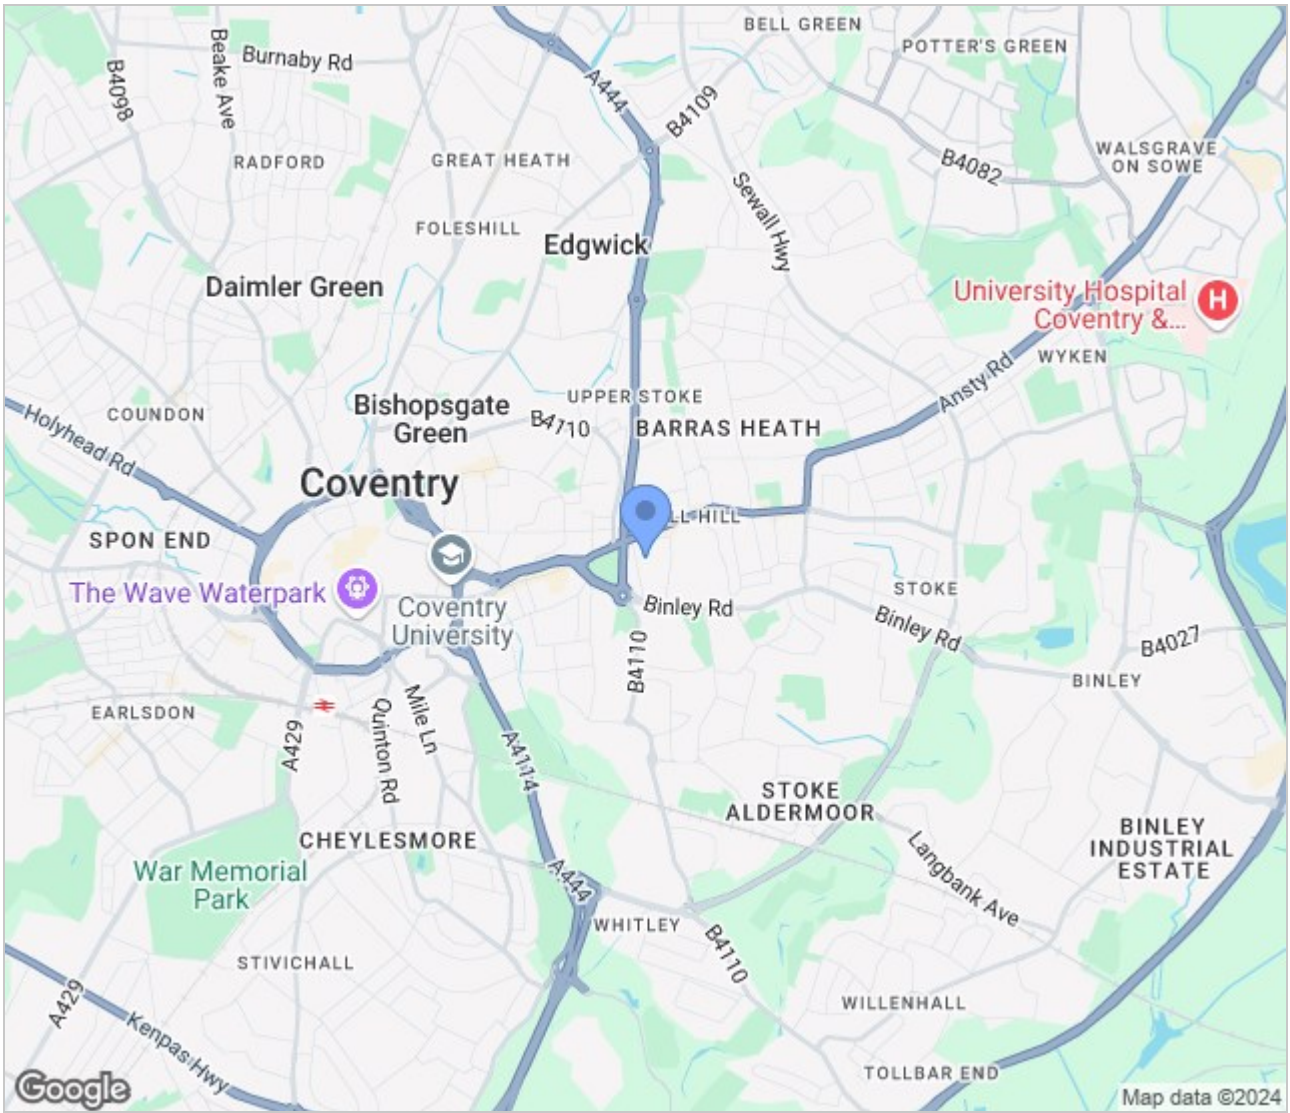 BELL GREEN
POTTER'S GREEN
Burnaby Rd
Beake Ave
B4098
A444
B4109
WALSGRAVE
ON SOWE
B4082
RADFORD
GREAT HEATH
Sewall Hwy
FOLESHILL
Edgwick
Daimler Green
University Hospital
Coventry &...
H
WYKEN
Ansty Rd
UPPER STOKE
Bishopsgate
Green
B4110
BARRAS HEATH
COUNDON
Holyhead Rd
Coventry
LL HILL
SPON END
The Wave Waterpark
Coventry
University
Binley Rd
STOKE
Binley Rd
B4027
B4110
BINLEY
EARLSDON
A429
Quinton Rd
Mile Ln
A4114
STOKE
ALDERMOOR
CHEYLESMORE
BINLEY
INDUSTRIAL
ESTATE
War Memorial
Park
A444
Langbank Ave
WHITLEY
B4110
STIVICHALL
A429
Kenpas Hwy
WILLENHALL
TOLLBAR END
Google
Map data ©2024